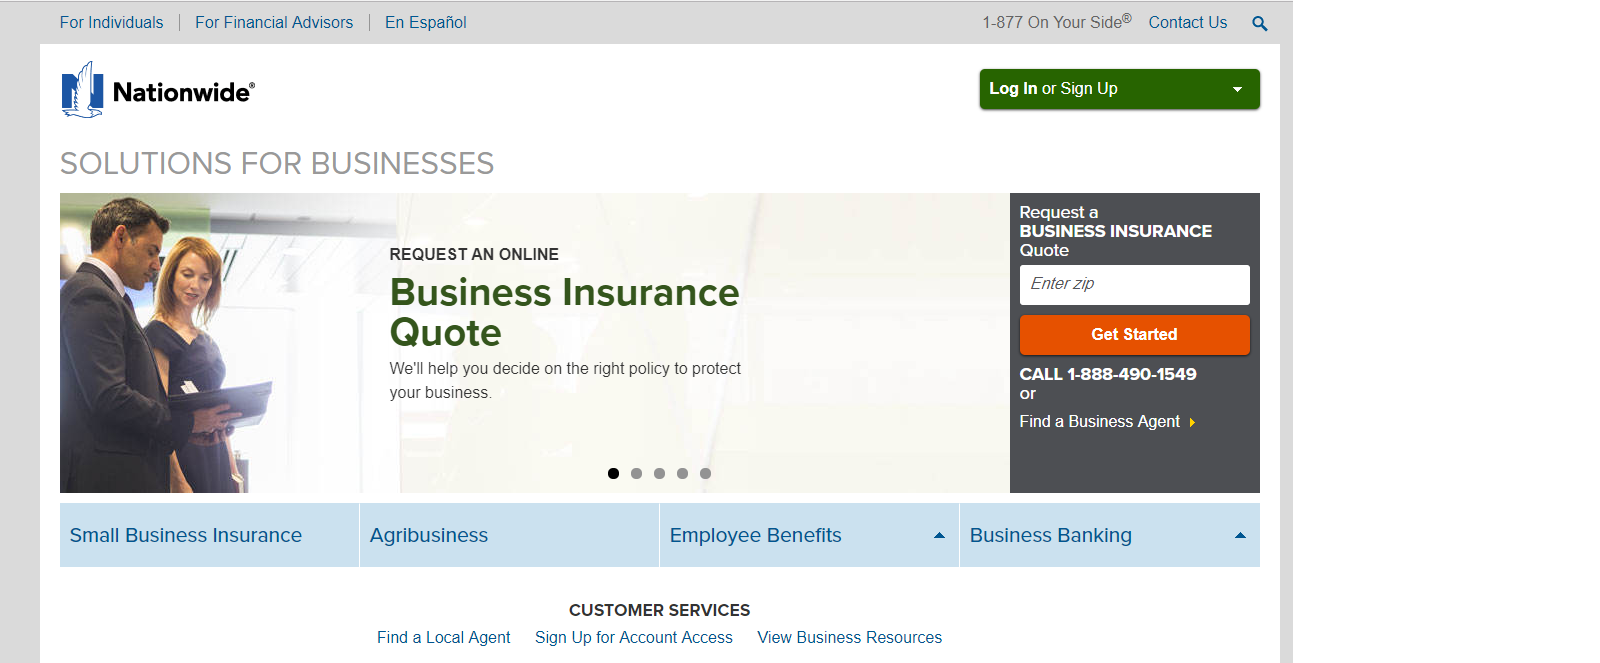 For Individuals
For Financial Advisors
En Español
1-877 On Your Side®
Contact Us
Nationwide®
Log In or Sign Up
SOLUTIONS FOR BUSINESSES
REQUEST AN ONLINE
Business Insurance
Quote
We'll help you decide on the right policy to protect
your business.
Request a
BUSINESS INSURANCE
Quote
Enter zip
Get Started
CALL 1-888-490-1549
or
Find a Business Agent
Small Business Insurance
Agribusiness
Employee Benefits
Business Banking
CUSTOMER SERVICES
Find a Local Agent
Sign Up for Account Access
View Business Resources